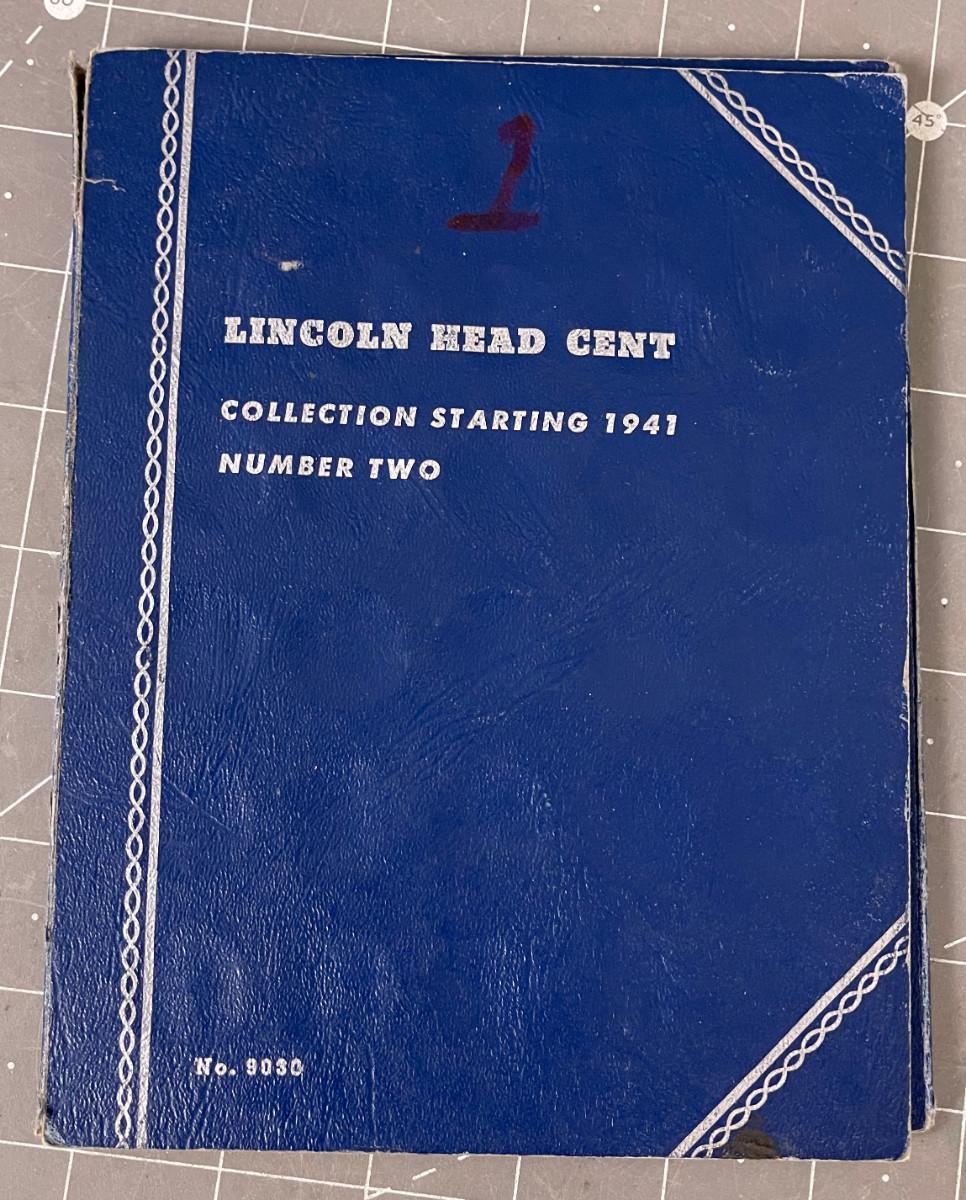 1
LINCOLN HEAD CENT
COLLECTION STARTING 1941
NUMBER TWO
No. 9030
45°